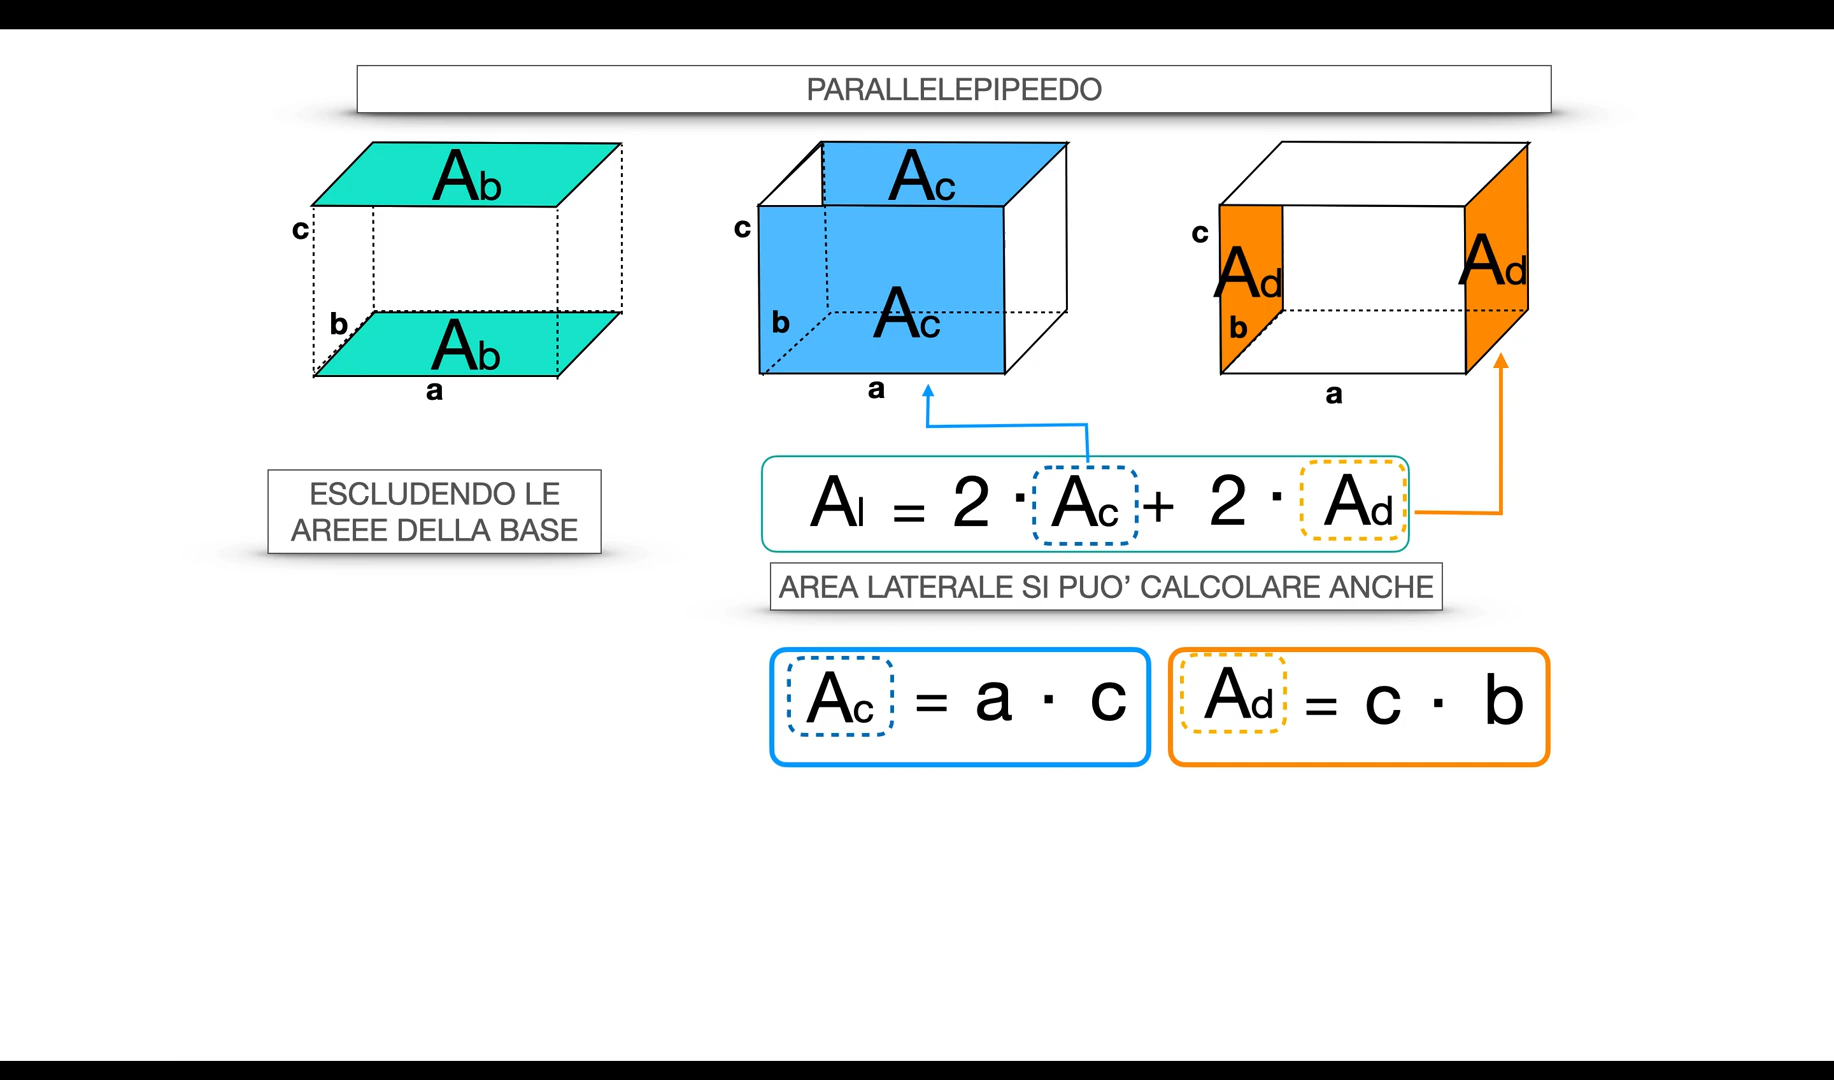 PARALLELEPIPEEDO
Ab
c
b
Ab
a
Ac
c
b
Ac
a
c
Ad
Ad
b
a
ESCLUDENDO LE
AREEE DELLA BASE
Al = 2 · Ac + 2 · Ad
AREA LATERALE SI PUO’ CALCOLARE ANCHE
Ac = a · c
Ad = c · b